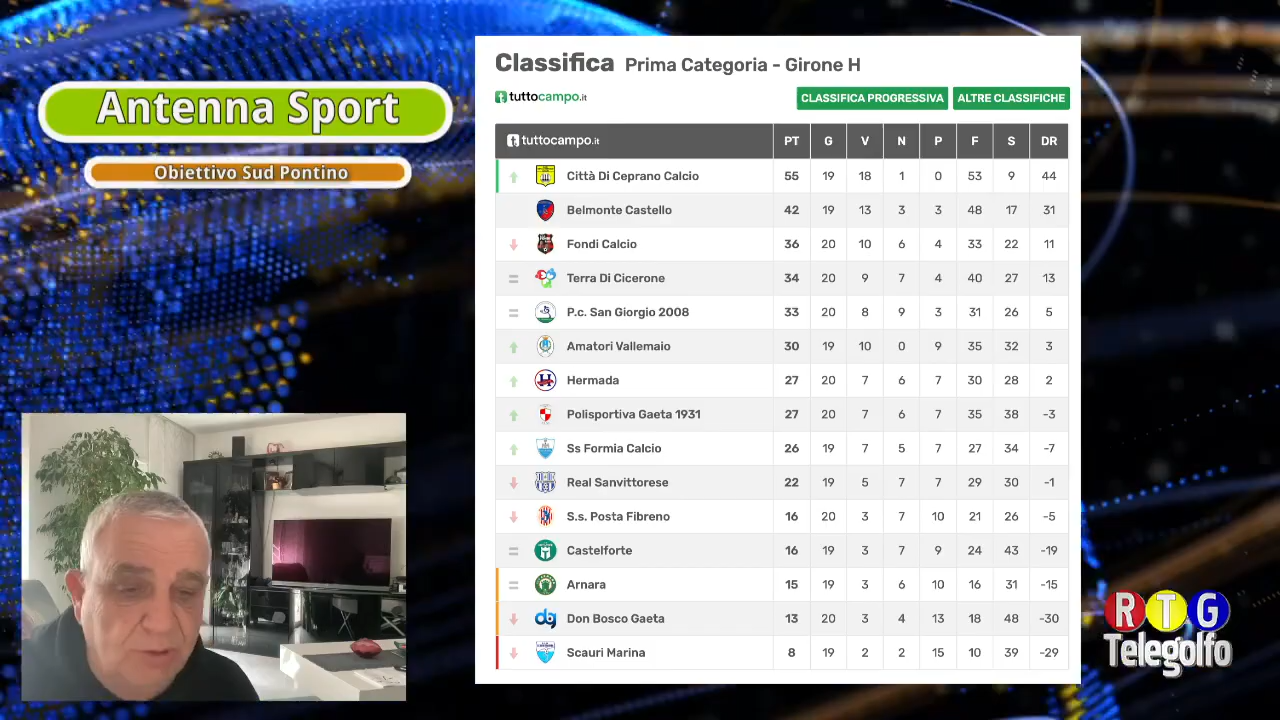 Antenna Sport
Obiettivo Sud Pontino
Classifica Prima Categoria - Girone H
tuttocampo.it CLASSIFICA PROGRESSIVA ALTRE CLASSIFICHE
tuttocampo.it PT G V N P F S DR
Città Di Ceprano Calcio 55 19 18 1 0 53 9 44
Belmonte Castello 42 19 13 3 3 48 17 31
Fondi Calcio 36 20 10 6 4 33 22 11
Terra Di Cicerone 34 20 9 7 4 40 27 13
P.c. San Giorgio 2008 33 20 8 9 3 31 26 5
Amatori Vallemaio 30 19 10 0 9 35 32 3
Hermada 27 20 7 6 7 30 28 2
Polisportiva Gaeta 1931 27 20 7 6 7 35 38 -3
Ss Formia Calcio 26 19 7 5 7 27 34 -7
Real Sanvittorese 22 19 5 7 7 29 30 -1
S.s. Posta Fibreno 16 20 3 7 10 21 26 -5
Castelforte 16 19 3 7 9 24 43 -19
Arnara 15 19 3 6 10 16 31 -15
Don Bosco Gaeta 13 20 3 4 13 18 48 -30
Scauri Marina 8 19 2 2 15 10 39 -29
RTG
Telegolfo